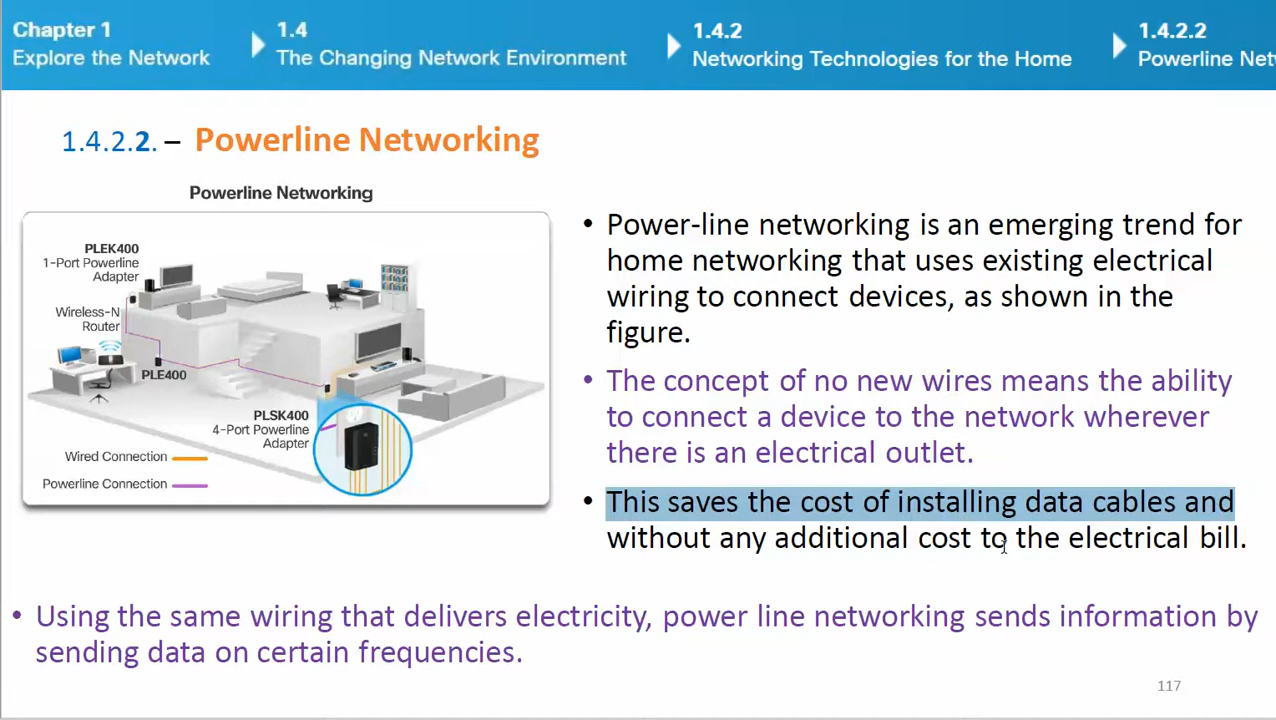 Chapter 1
Explore the Network
1.4
The Changing Network Environment
1.4.2
Networking Technologies for the Home
1.4.2.2
Powerline Net
1.4.2.2. – Powerline Networking
Powerline Networking
PLEK400
1-Port Powerline
Adapter
Wireless-N
Router
PLE400
PLSK400
4-Port Powerline
Adapter
Wired Connection
Powerline Connection
• Power-line networking is an emerging trend for
home networking that uses existing electrical
wiring to connect devices, as shown in the
figure.
• The concept of no new wires means the ability
to connect a device to the network wherever
there is an electrical outlet.
• This saves the cost of installing data cables and
without any additional cost to the electrical bill.
• Using the same wiring that delivers electricity, power line networking sends information by
sending data on certain frequencies.
117